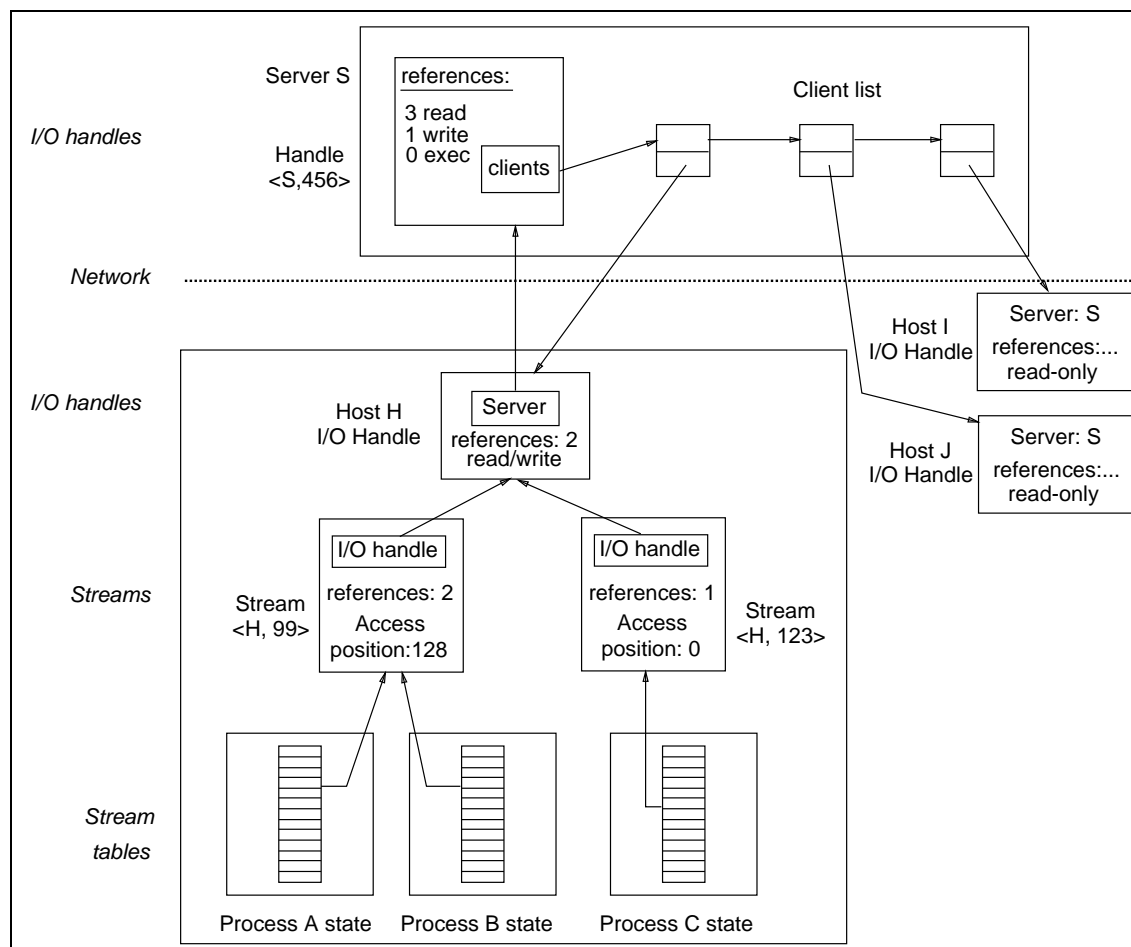 Server S
references:
3 read
1 write
0 exec
clients
Client list
I/O handles
Handle
<S,456>
Network
Host I
I/O Handle
Server: S
references:...
read-only
I/O handles
Host H
I/O Handle
Server
references: 2
read/write
Host J
I/O Handle
Server: S
references:...
read-only
Streams
Stream
<H, 99>
I/O handle
references: 2
Access
position:128
I/O handle
references: 1
Access
position: 0
Stream
<H, 123>
Stream
tables
Process A state
Process B state
Process C state